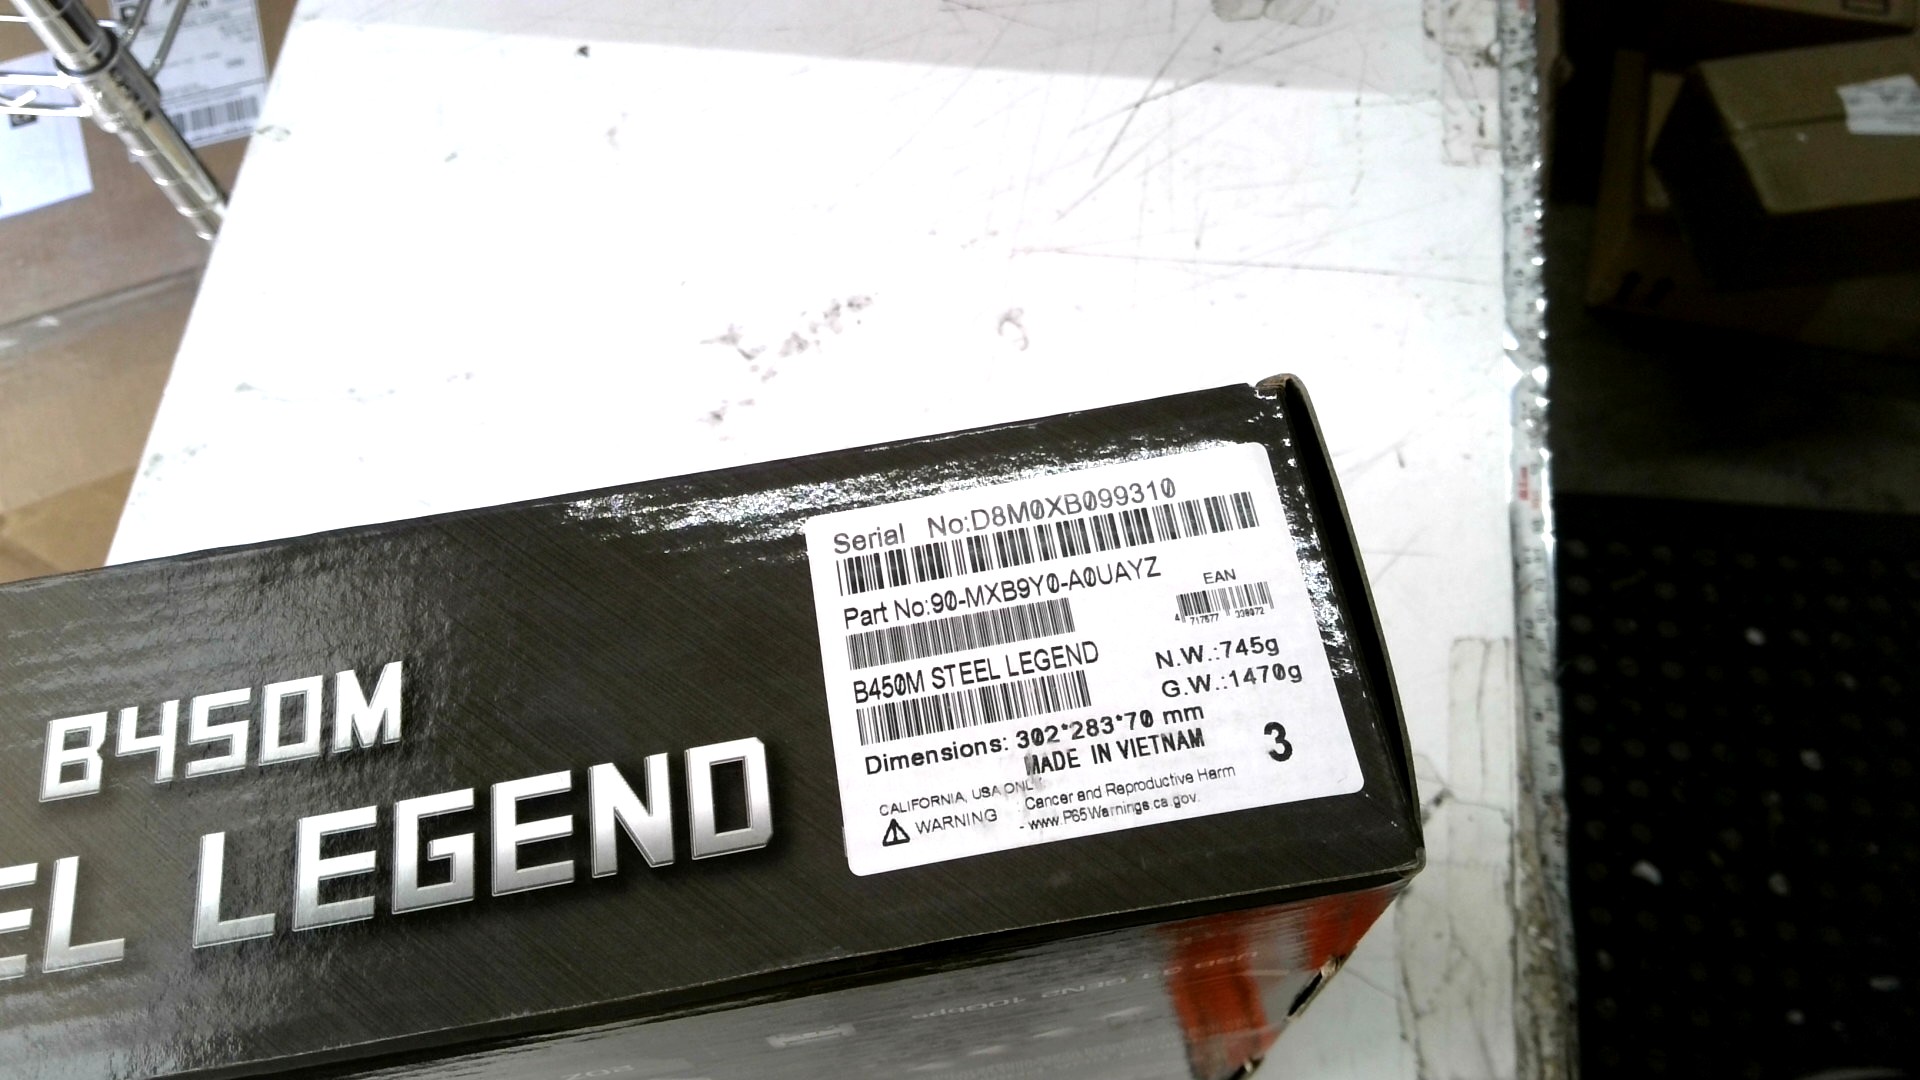 Serial No:D8M0XB099310
Part No:90-MXB9Y0-A0UAYZ
EAN
B450M STEEL LEGEND
N.W.:745g
G.W.:1470g
Dimensions: 302*283*70 mm
MADE IN VIETNAM
3
CALIFORNIA, USA ONLY
WARNING
Cancer and Reproductive Harm
- www.P65Warnings.ca.gov.
B450M
EEL LEGEND